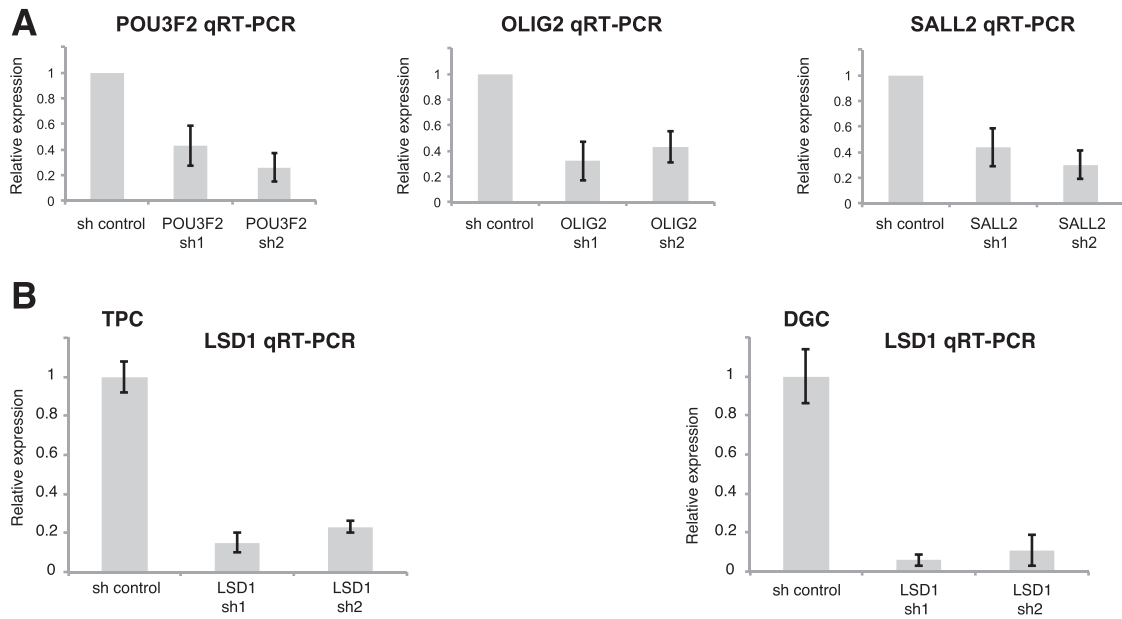 A
POU3F2 qRT-PCR
Relative expression
1
0.8
0.6
0.4
0.2
0
sh control
POU3F2
sh1
POU3F2
sh2
OLIG2 qRT-PCR
Relative expression
1
0.8
0.6
0.4
0.2
0
sh control
OLIG2
sh1
OLIG2
sh2
SALL2 qRT-PCR
Relative expression
1
0.8
0.6
0.4
0.2
0
sh control
SALL2
sh1
SALL2
sh2
B
TPC
LSD1 qRT-PCR
Relative expression
1
0.8
0.6
0.4
0.2
0
sh control
LSD1
sh1
LSD1
sh2
DGC
LSD1 qRT-PCR
Relative expression
1
0.8
0.6
0.4
0.2
0
sh control
LSD1
sh1
LSD1
sh2